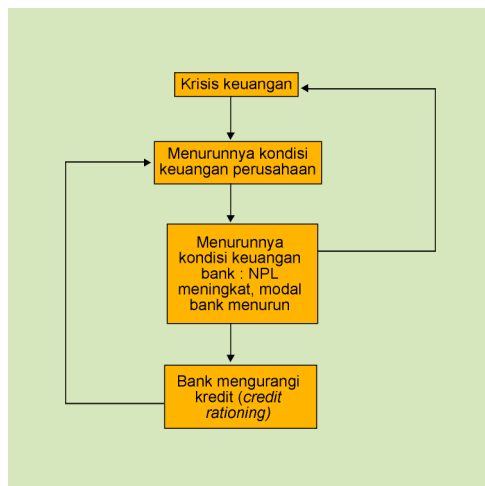 Krisis keuangan
Menurunnya kondisi
keuangan perusahaan
Menurunnya
kondisi keuangan
bank : NPL
meningkat, modal
bank menurun
Bank mengurangi
kredit (credit
rationing)